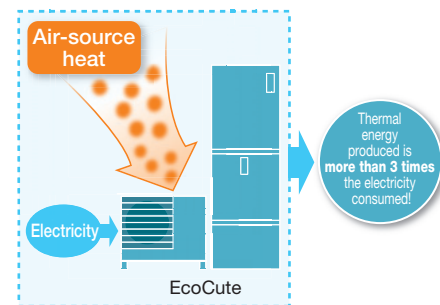 Air-source
heat
Electricity
EcoCute
Thermal
energy
produced is
more than 3 times
the electricity
consumed!